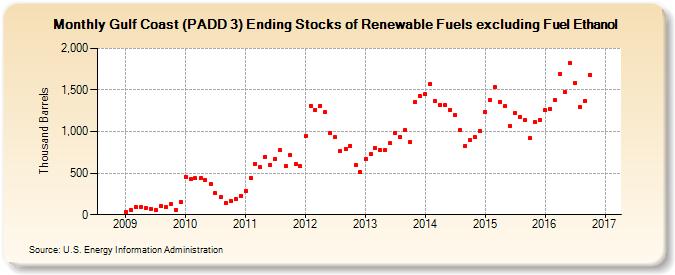 Monthly Gulf Coast (PADD 3) Ending Stocks of Renewable Fuels excluding Fuel Ethanol
Thousand Barrels
2,000
1,500
1,000
500
0
2009 2010 2011 2012 2013 2014 2015 2016 2017
Source: U.S. Energy Information Administration